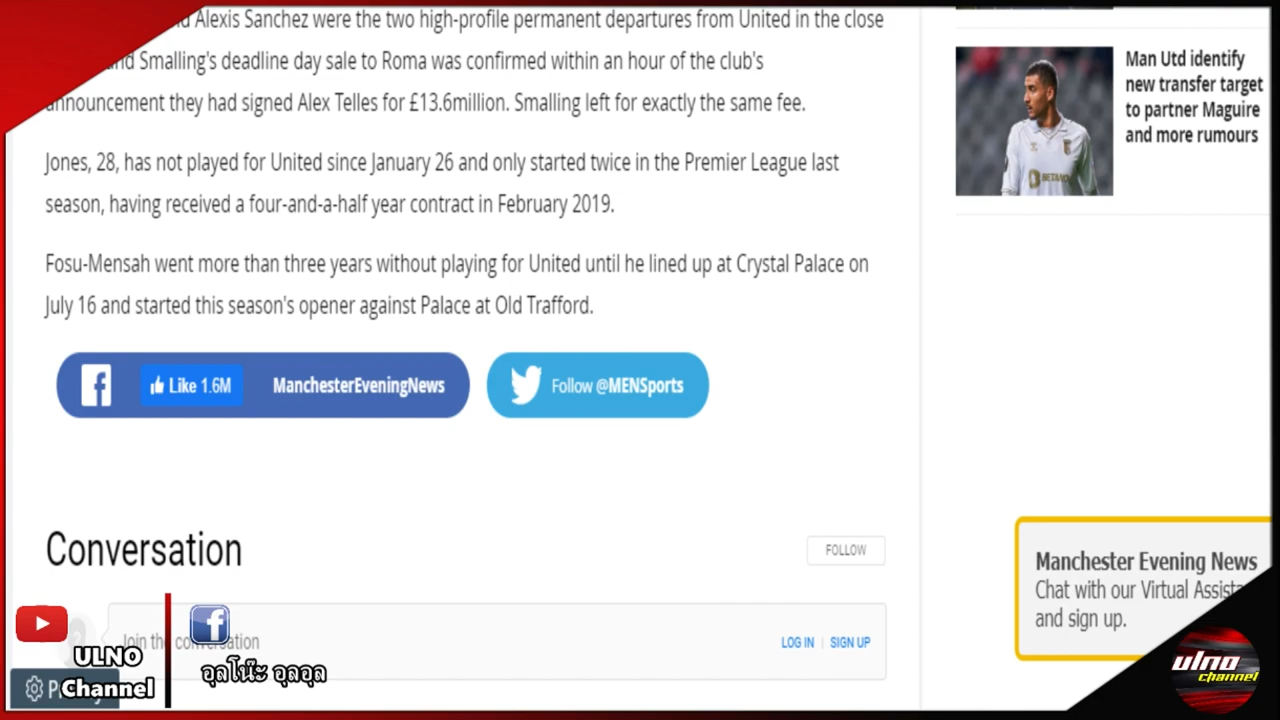 Alexis Sanchez were the two high-profile permanent departures from United in the close
Smalling's deadline day sale to Roma was confirmed within an hour of the club's
announcement they had signed Alex Telles for £13.6million. Smalling left for exactly the same fee.
Jones, 28, has not played for United since January 26 and only started twice in the Premier League last
season, having received a four-and-a-half year contract in February 2019.
Fosu-Mensah went more than three years without playing for United until he lined up at Crystal Palace on
July 16 and started this season's opener against Palace at Old Trafford.
Like 1.6M ManchesterEveningNews
Follow @MENSports
Conversation
FOLLOW
Join the conversation
LOG IN | SIGN UP
Man Utd identify
new transfer target
to partner Maguire
and more rumours
BETANO
Manchester Evening News
Chat with our Virtual
and sign up.
ULNO
Channel
อุลโน๊ะ อุลอุล
ulno
channel